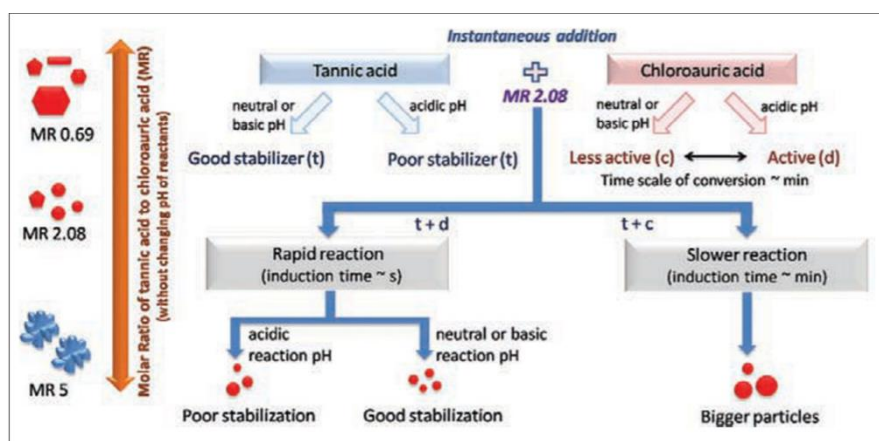 Instantaneous addition
Molar Ratio of tannic acid to chloroauric acid (MR)
(without changing pH of reactants)
MR 0.69
MR 2.08
MR 5
Tannic acid
MR 2.08
Chloroauric acid
neutral or
basic pH
acidic pH
neutral or
basic pH
acidic pH
Good stabilizer (t)
Poor stabilizer (t)
Less active (c)
Active (d)
Time scale of conversion ~ min
t + d
t + c
Rapid reaction
(induction time ~ s)
Slower reaction
(induction time ~ min)
acidic
reaction pH
neutral or basic
reaction pH
Poor stabilization
Good stabilization
Bigger particles